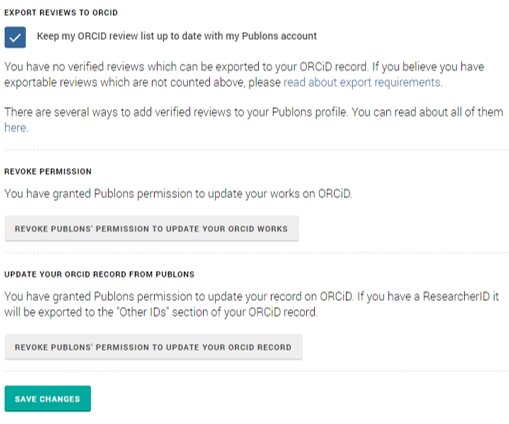 EXPORT REVIEWS TO ORCID
Keep my ORCID review list up to date with my Publons account
You have no verified reviews which can be exported to your ORCiD record. If you believe you have
exportable reviews which are not counted above, please read about export requirements.
There are several ways to add verified reviews to your Publons profile. You can read about all of them
here.
REVOKE PERMISSION
You have granted Publons permission to update your works on ORCiD.
REVOKE PUBLONS' PERMISSION TO UPDATE YOUR ORCID WORKS
UPDATE YOUR ORCID RECORD FROM PUBLONS
You have granted Publons permission to update your record on ORCiD. If you have a ResearcherID it
will be exported to the "Other IDs" section of your ORCiD record.
REVOKE PUBLONS' PERMISSION TO UPDATE YOUR ORCID RECORD
SAVE CHANGES